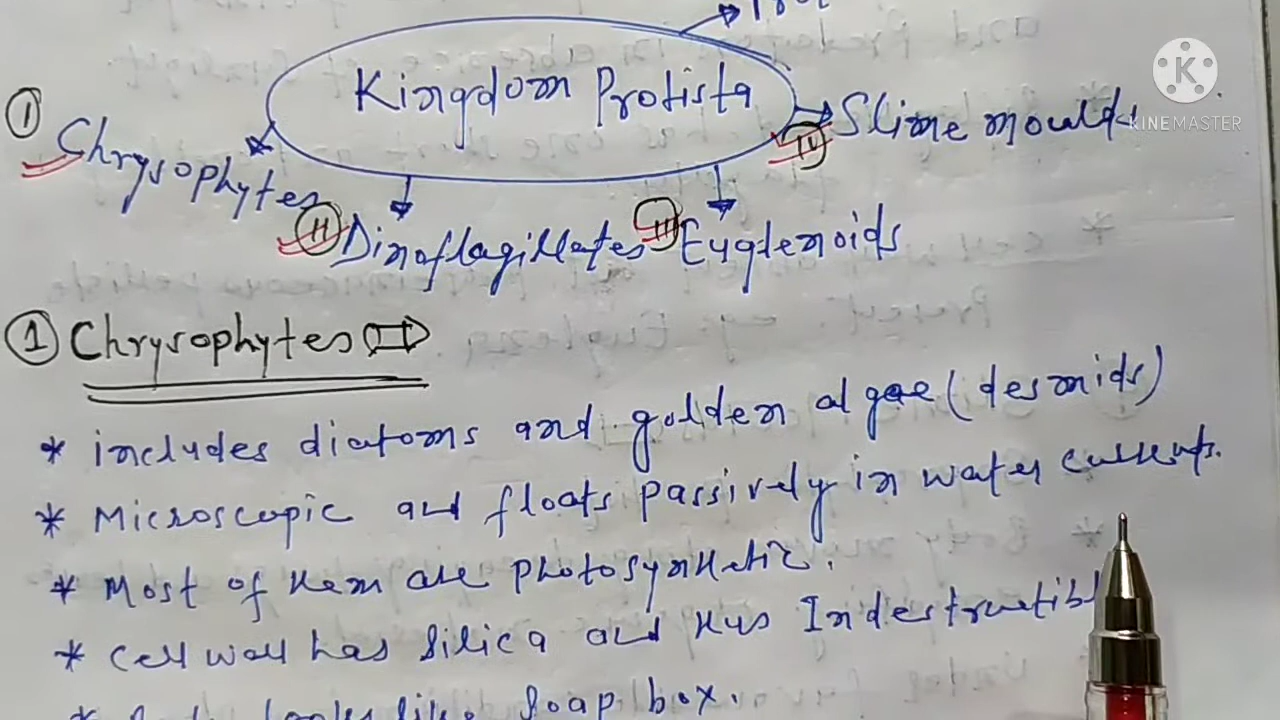 Kingdom Protista
I Chrysophytes
IV Slime moulds
II Dinoflagillates
III Euglenoids
K
KINEMASTER
1 Chrysophytes ⇒
* includes diatoms and golden algae (desmids)
* Microscopic and floats passively in water currents.
* Most of them are photosynthetic.
* Cell wall has silica and thus Indestructibl
* looks like Soap box.